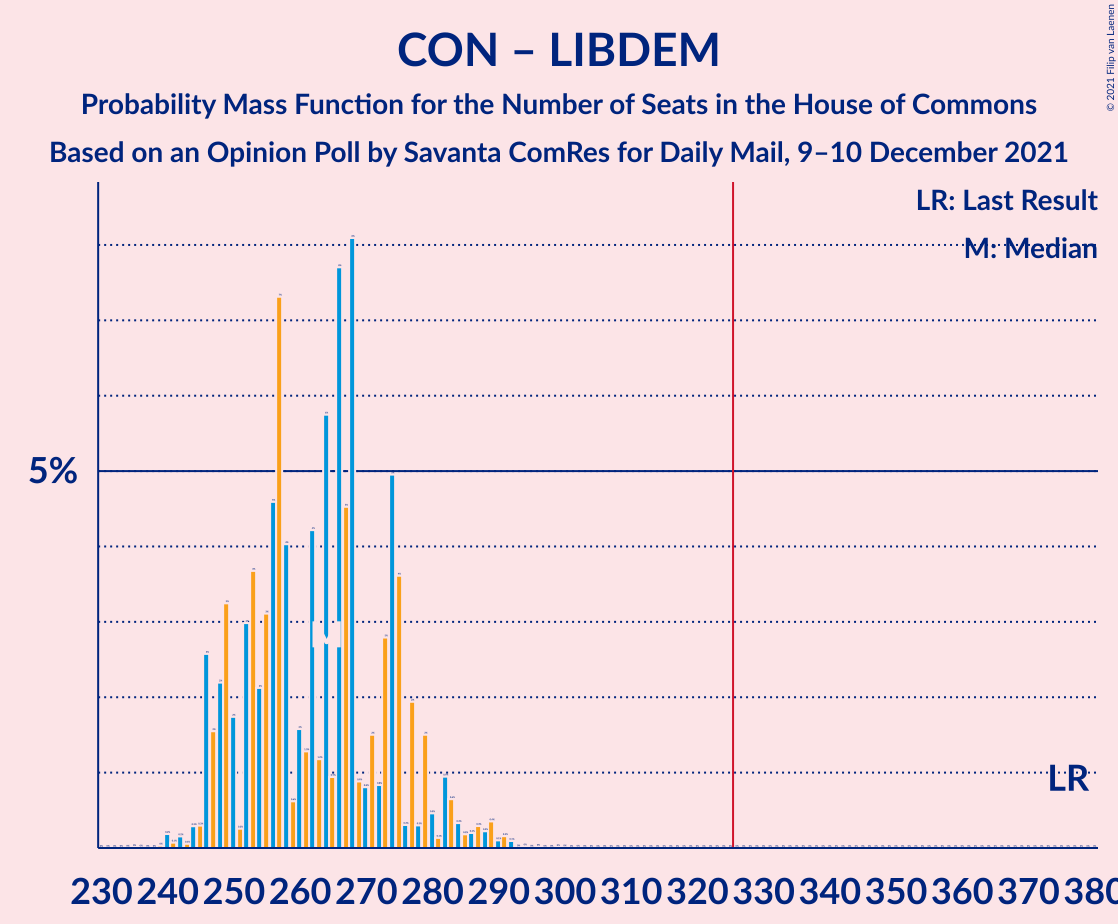 CON – LIBDEM
Probability Mass Function for the Number of Seats in the House of Commons
Based on an Opinion Poll by Savanta ComRes for Daily Mail, 9–10 December 2021
© 2021 Filip van Laenen
LR: Last Result
M: Median
5%
M
LR
230 240 250 260 270 280 290 300 310 320 330 340 350 360 370 380